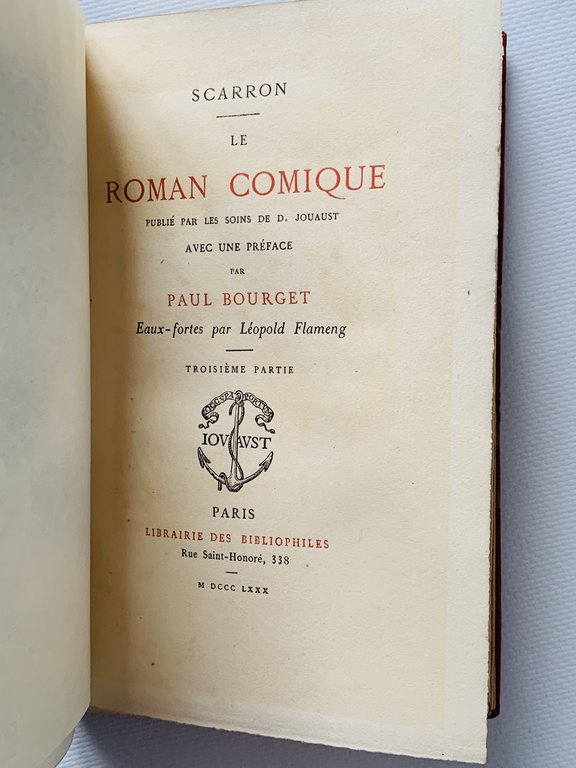 SCARRON
LE
ROMAN COMIQUE
PUBLIÉ PAR LES SOINS DE D. JOUAUST
AVEC UNE PRÉFACE
PAR
PAUL BOURGET
Eaux-fortes par Léopold Flameng
TROISIÈME PARTIE
IOVAVST
PARIS
LIBRAIRIE DES BIBLIOPHILES
Rue Saint-Honoré, 338
M DCCC LXXX